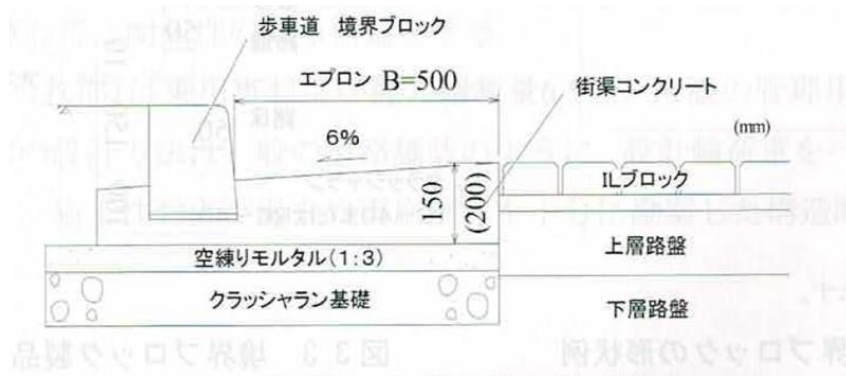 歩車道 境界ブロック
エプロン B=500
街渠コンクリート
(mm)
6%
150
(200)
ILブロック
上層路盤
空練りモルタル(1:3)
クラッシャラン基礎
下層路盤